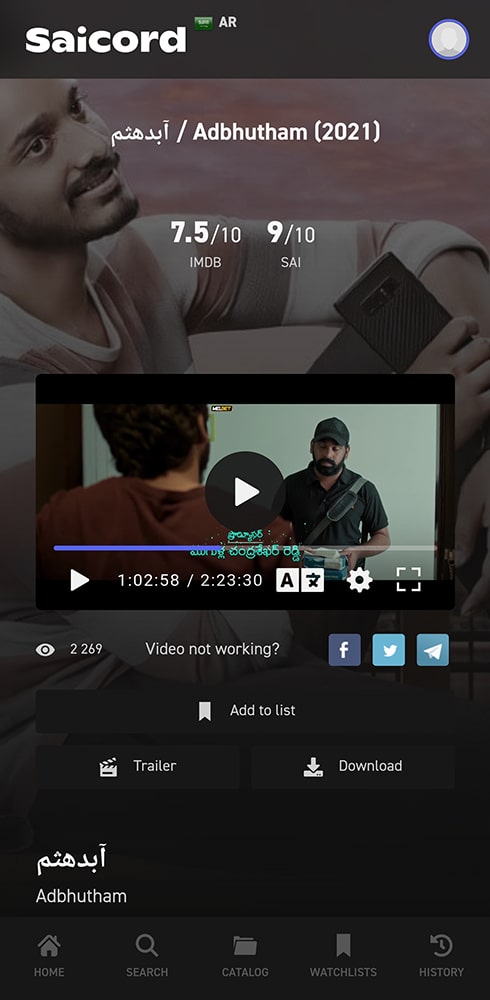 Saicord
AR
آبدهثم / Adbhutham (2021)
7.5/10
9/10
IMDB
SAI
MELBET
ప్రొడ్యూసర్
చంద్రశేఖర్ రెడ్డి
1:02:58 / 2:23:30
A
2 269
Video not working?
Add to list
Trailer
Download
آبدهثم
Adbhutham
HOME
SEARCH
CATALOG
WATCHLISTS
HISTORY